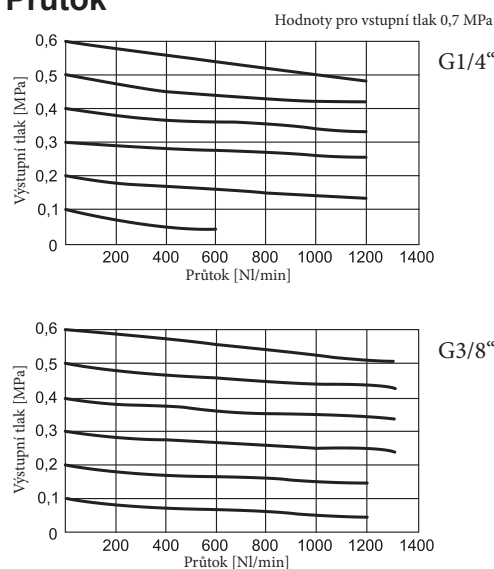 Průtok
Hodnoty pro vstupní tlak 0,7 MPa
G1/4“
Výstupní tlak [MPa]
0,6
0,5
0,4
0,3
0,2
0,1
0
200 400 600 800 1000 1200 1400
Průtok [Nl/min]
G3/8“
Výstupní tlak [MPa]
0,6
0,5
0,4
0,3
0,2
0,1
0
200 400 600 800 1000 1200 1400
Průtok [Nl/min]